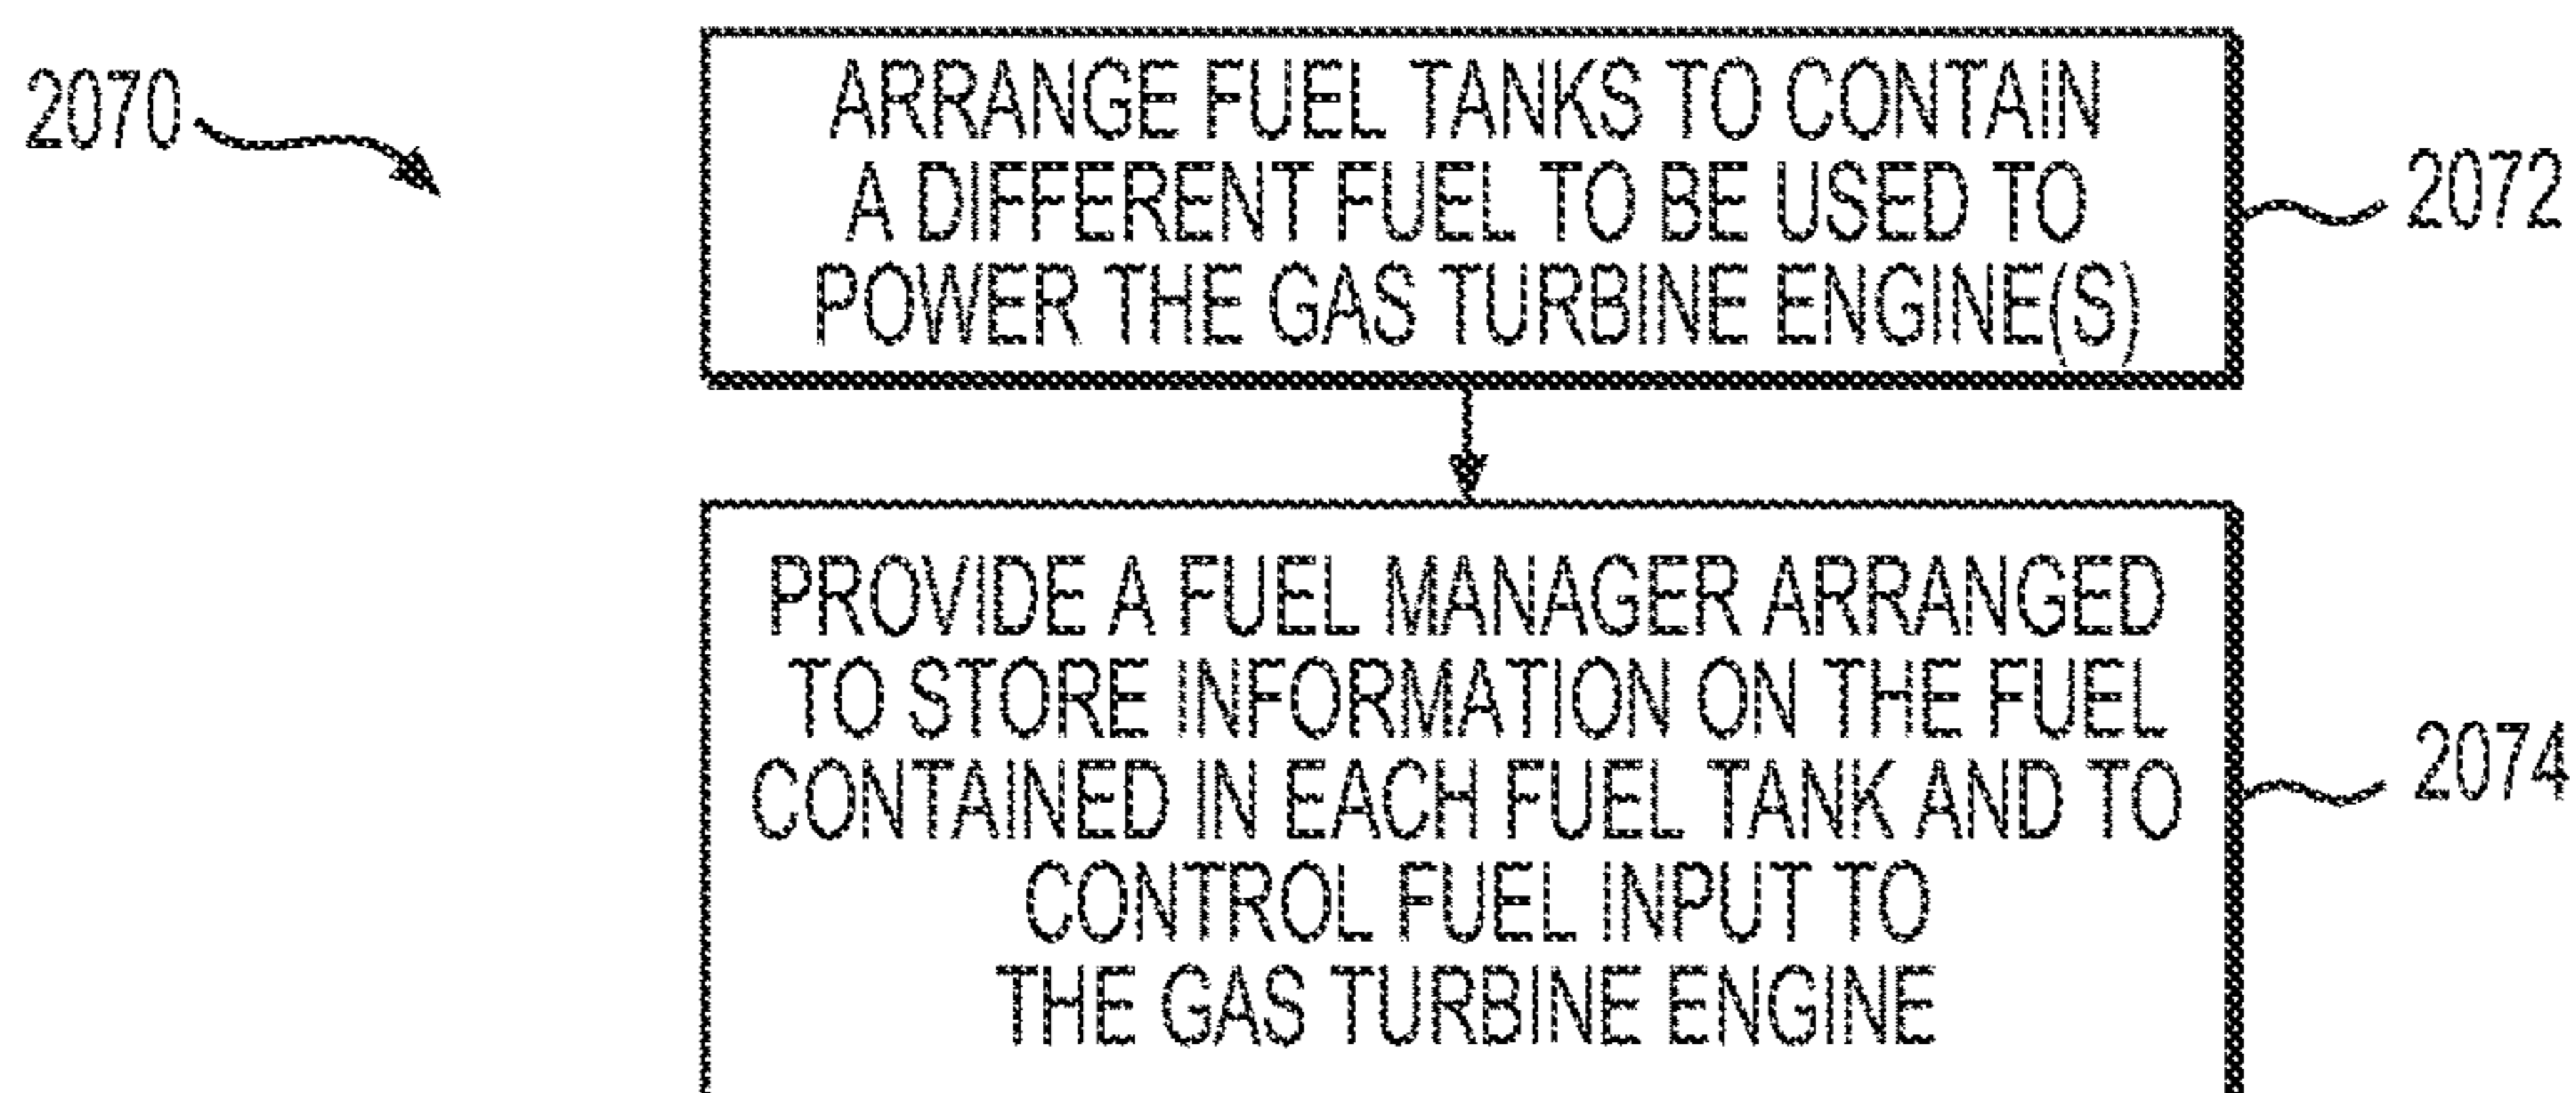 2070
ARRANGE FUEL TANKS TO CONTAIN
A DIFFERENT FUEL TO BE USED TO
POWER THE GAS TURBINE ENGINE(S)
2072
PROVIDE A FUEL MANAGER ARRANGED
TO STORE INFORMATION ON THE FUEL
CONTAINED IN EACH FUEL TANK AND TO
CONTROL FUEL INPUT TO
THE GAS TURBINE ENGINE
2074